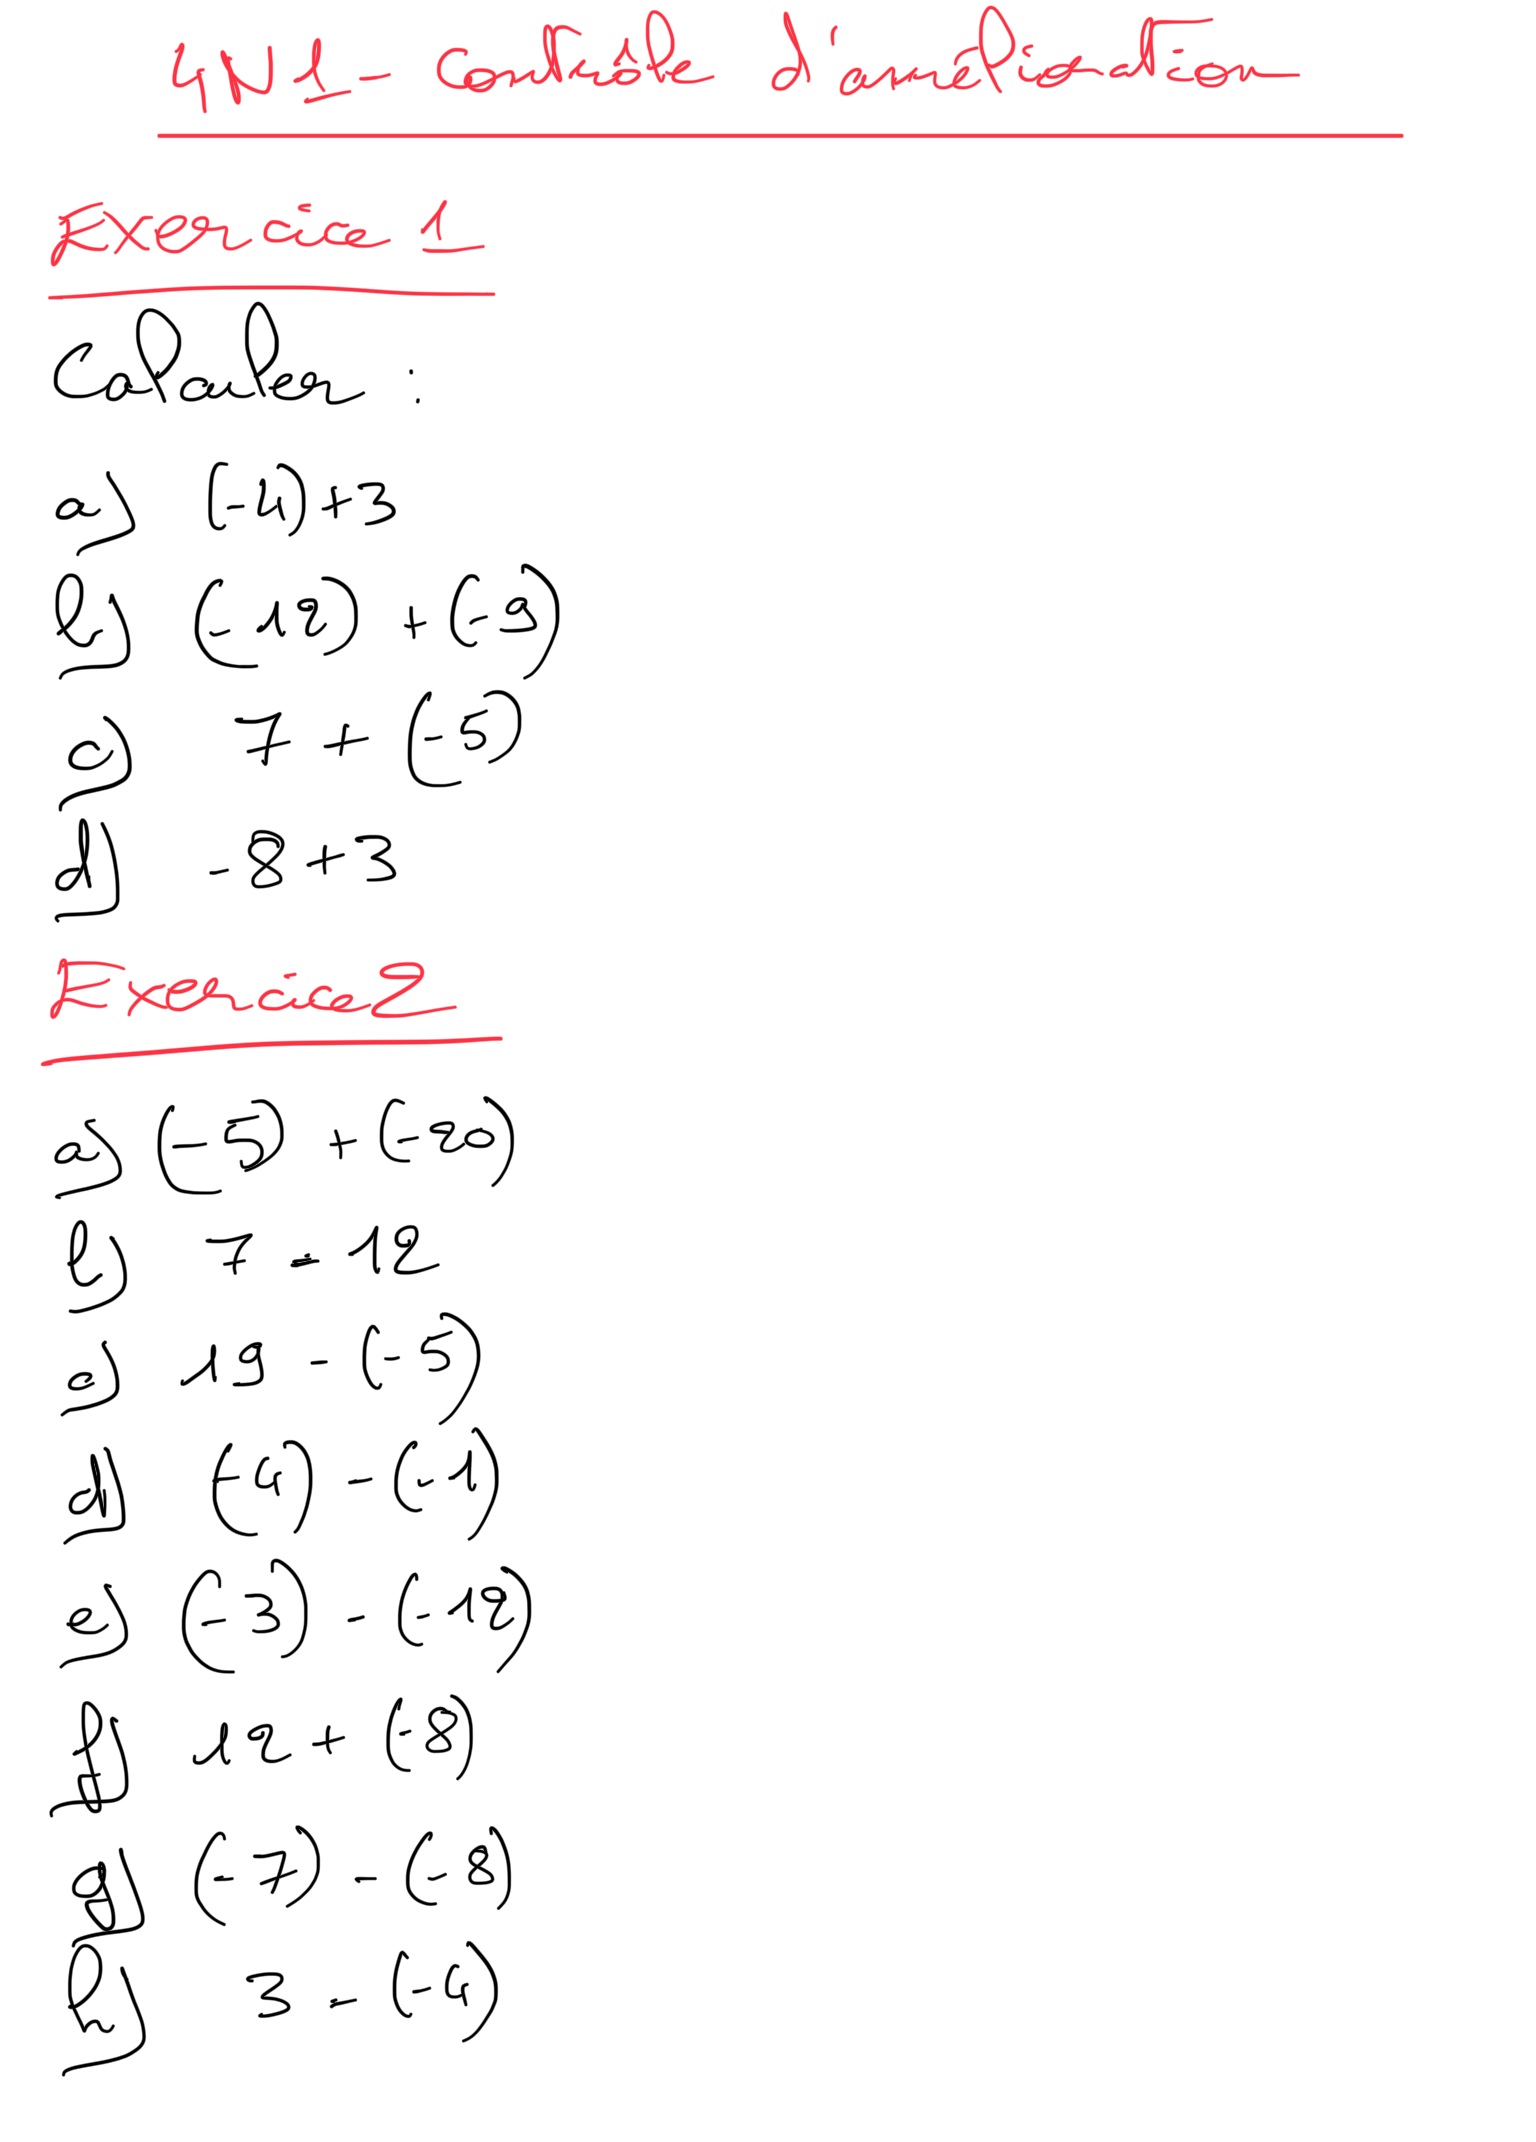 4N1 - Contrôle d'amélioration
Exercice 1
Calculer :
a) (-4)+3
b) (-12) + (-9)
c) 7 + (-5)
d) -8+3
Exercice 2
a) (-5) + (-20)
b) 7 - 12
c) 19 - (-5)
d) (-4) - (-1)
e) (-3) - (-12)
f) 12 + (-8)
g) (-7) - (-8)
h) 3 - (-4)